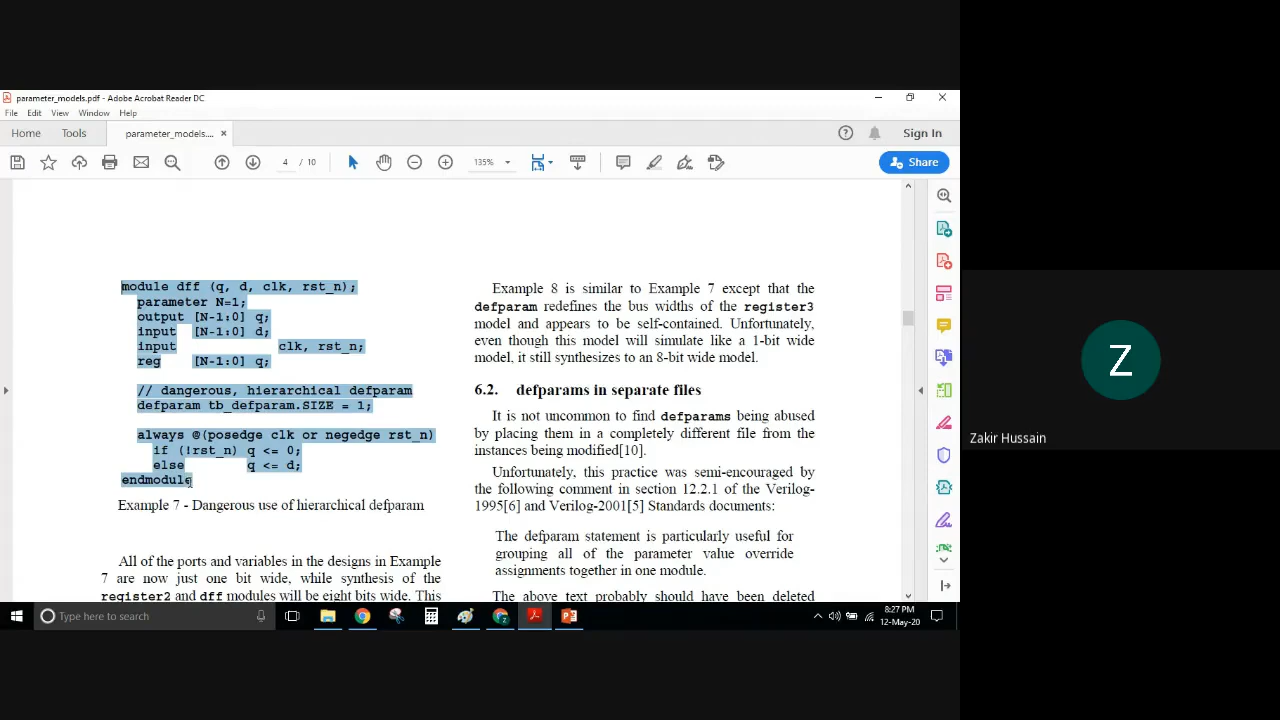 parameter_models.pdf - Adobe Acrobat Reader DC
File Edit View Window Help
Home Tools parameter_models.... × Sign In
4 / 10 135% Share
module dff (q, d, clk, rst_n);
parameter N=1;
output [N-1:0] q;
input [N-1:0] d;
input clk, rst_n;
reg [N-1:0] q;
// dangerous, hierarchical defparam
defparam tb_defparam.SIZE = 1;
always @(posedge clk or negedge rst_n)
if (!rst_n) q <= 0;
else q <= d;
endmodule
Example 7 - Dangerous use of hierarchical defparam
All of the ports and variables in the designs in Example
7 are now just one bit wide, while synthesis of the
register2 and dff modules will be eight bits wide. This
Example 8 is similar to Example 7 except that the
defparam redefines the bus widths of the register3
model and appears to be self-contained. Unfortunately,
even though this model will simulate like a 1-bit wide
model, it still synthesizes to an 8-bit wide model.
6.2. defparams in separate files
It is not uncommon to find defparams being abused
by placing them in a completely different file from the
instances being modified[10].
Unfortunately, this practice was semi-encouraged by
the following comment in section 12.2.1 of the Verilog-
1995[6] and Verilog-2001[5] Standards documents:
The defparam statement is particularly useful for
grouping all of the parameter value override
assignments together in one module.
The above text probably should have been deleted
Z
Zakir Hussain
Type here to search
8:27 PM
12-May-20